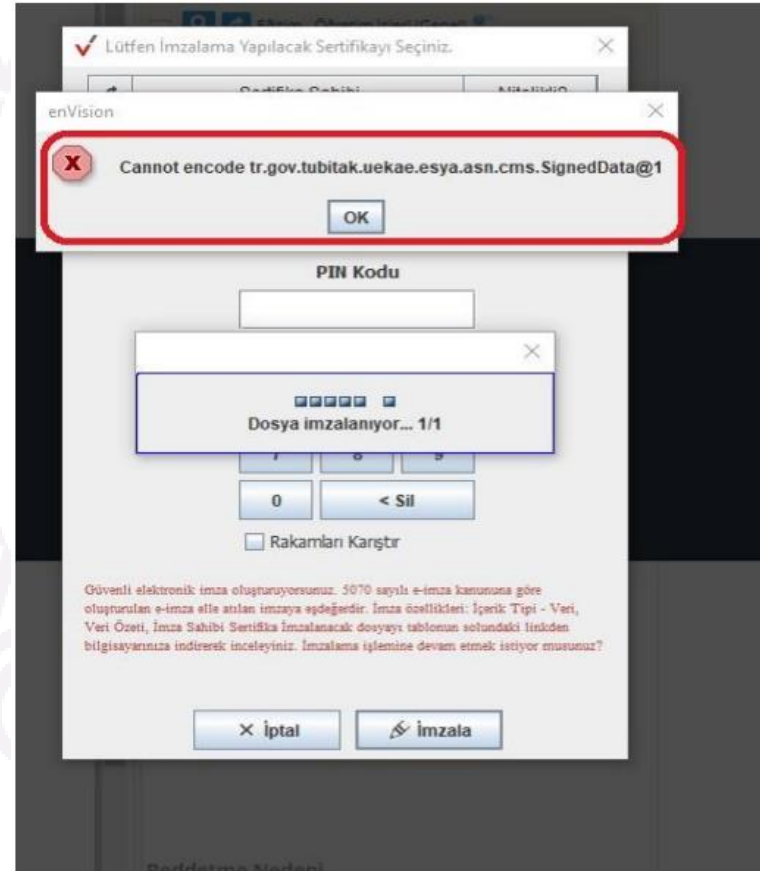 Lütfen İmzalama Yapılacak Sertifikayı Seçiniz.
enVision
Cannot encode tr.gov.tubitak.uekae.esya.asn.cms.SignedData@1
OK
PIN Kodu
Dosya imzalanıyor... 1/1
7 8 9
0 < Sil
Rakamları Karıştır
Güvenli elektronik imza oluşturuyorsunuz. 5070 sayılı e-imza kanununa göre
oluşturulan e-imza elle atılan imzaya eşdeğerdir. İmza özellikleri: İçerik Tipi - Veri,
Veri Özeti, İmza Sahibi Sertifika İmzalanacak dosyayı tablonun solundaki linkden
bilgisayarınıza indirerek inceleyiniz. İmzalama işlemine devam etmek istiyor musunuz?
İptal İmzala